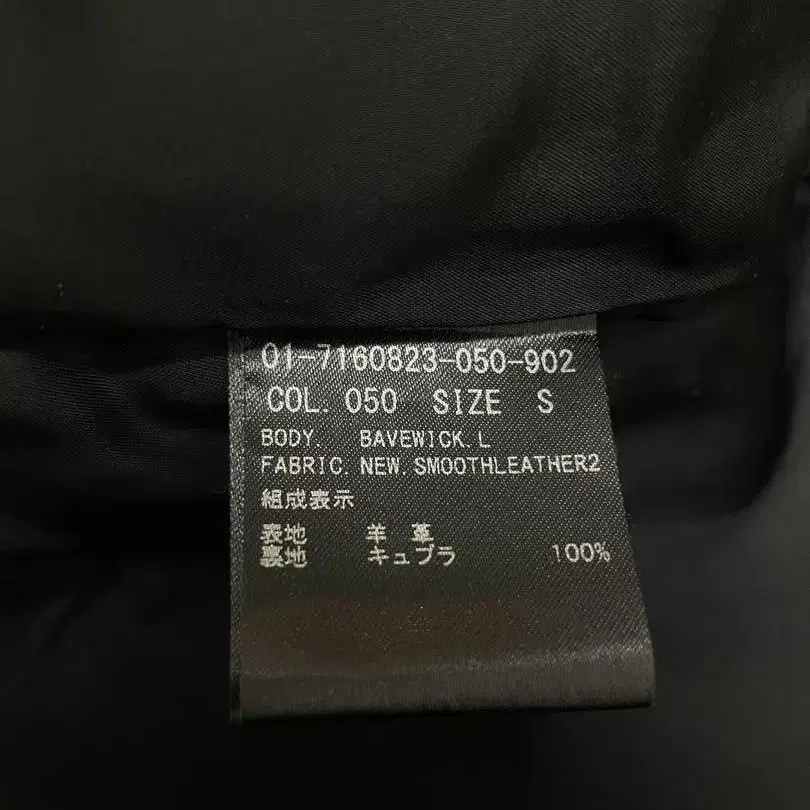 01-7160823-050-902
COL. 050 SIZE S
BODY. BAVEWICK.L
FABRIC. NEW.SMOOTHLEATHER2
組成表示
表地 羊 革
裏地 キュプラ 100%